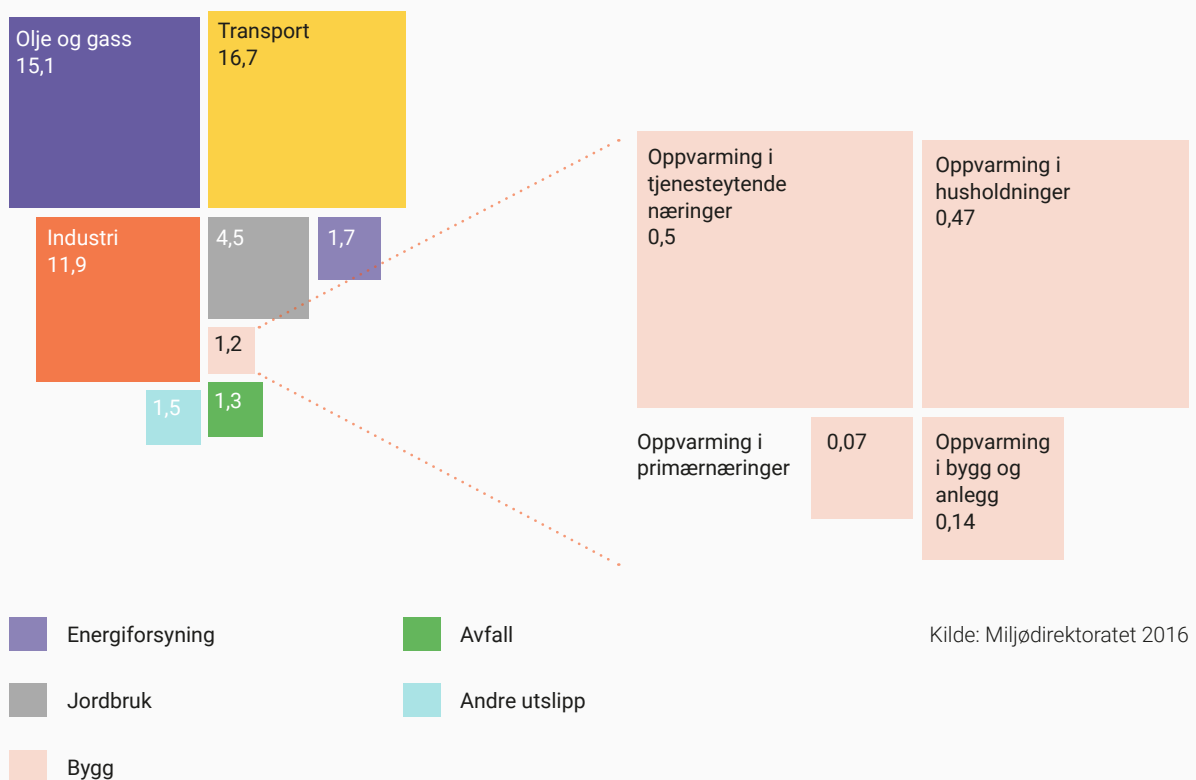 Olje og gass
15,1
Transport
16,7
Industri
11,9
4,5
1,7
1,2
1,5
1,3
Oppvarming i
tjenesteytende
næringer
0,5
Oppvarming i
husholdninger
0,47
Oppvarming i
primærnæringer
0,07
Oppvarming
i bygg og
anlegg
0,14
Energiforsyning
Avfall
Kilde: Miljødirektoratet 2016
Jordbruk
Andre utslipp
Bygg